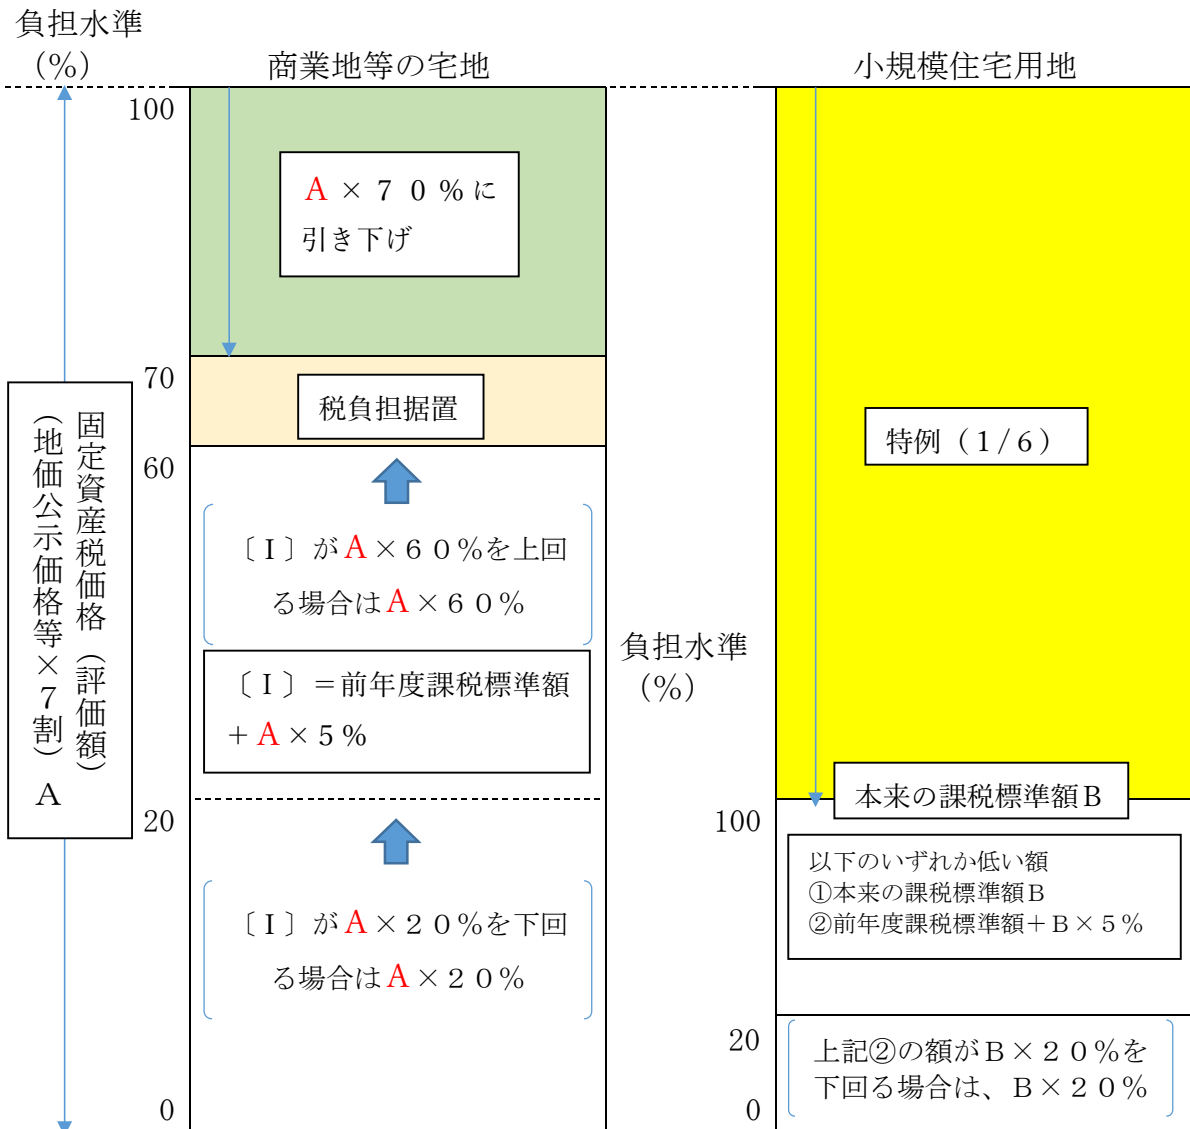 負担水準
（％）
商業地等の宅地
小規模住宅用地
100
Ａ×７０％に
引き下げ
70
税負担据置
60
〔Ⅰ〕がＡ×６０％を上回
る場合はＡ×６０％
〔Ⅰ〕＝前年度課税標準額
＋Ａ×５％
20
〔Ⅰ〕がＡ×２０％を下回
る場合はＡ×２０％
0
固定資産税価格（評価額）
（地価公示価格等×７割）Ａ
負担水準
（％）
特例（１/６）
本来の課税標準額Ｂ
100
以下のいずれか低い額
①本来の課税標準額Ｂ
②前年度課税標準額＋Ｂ×５％
20
上記②の額がＢ×２０％を
下回る場合は、Ｂ×２０％
0